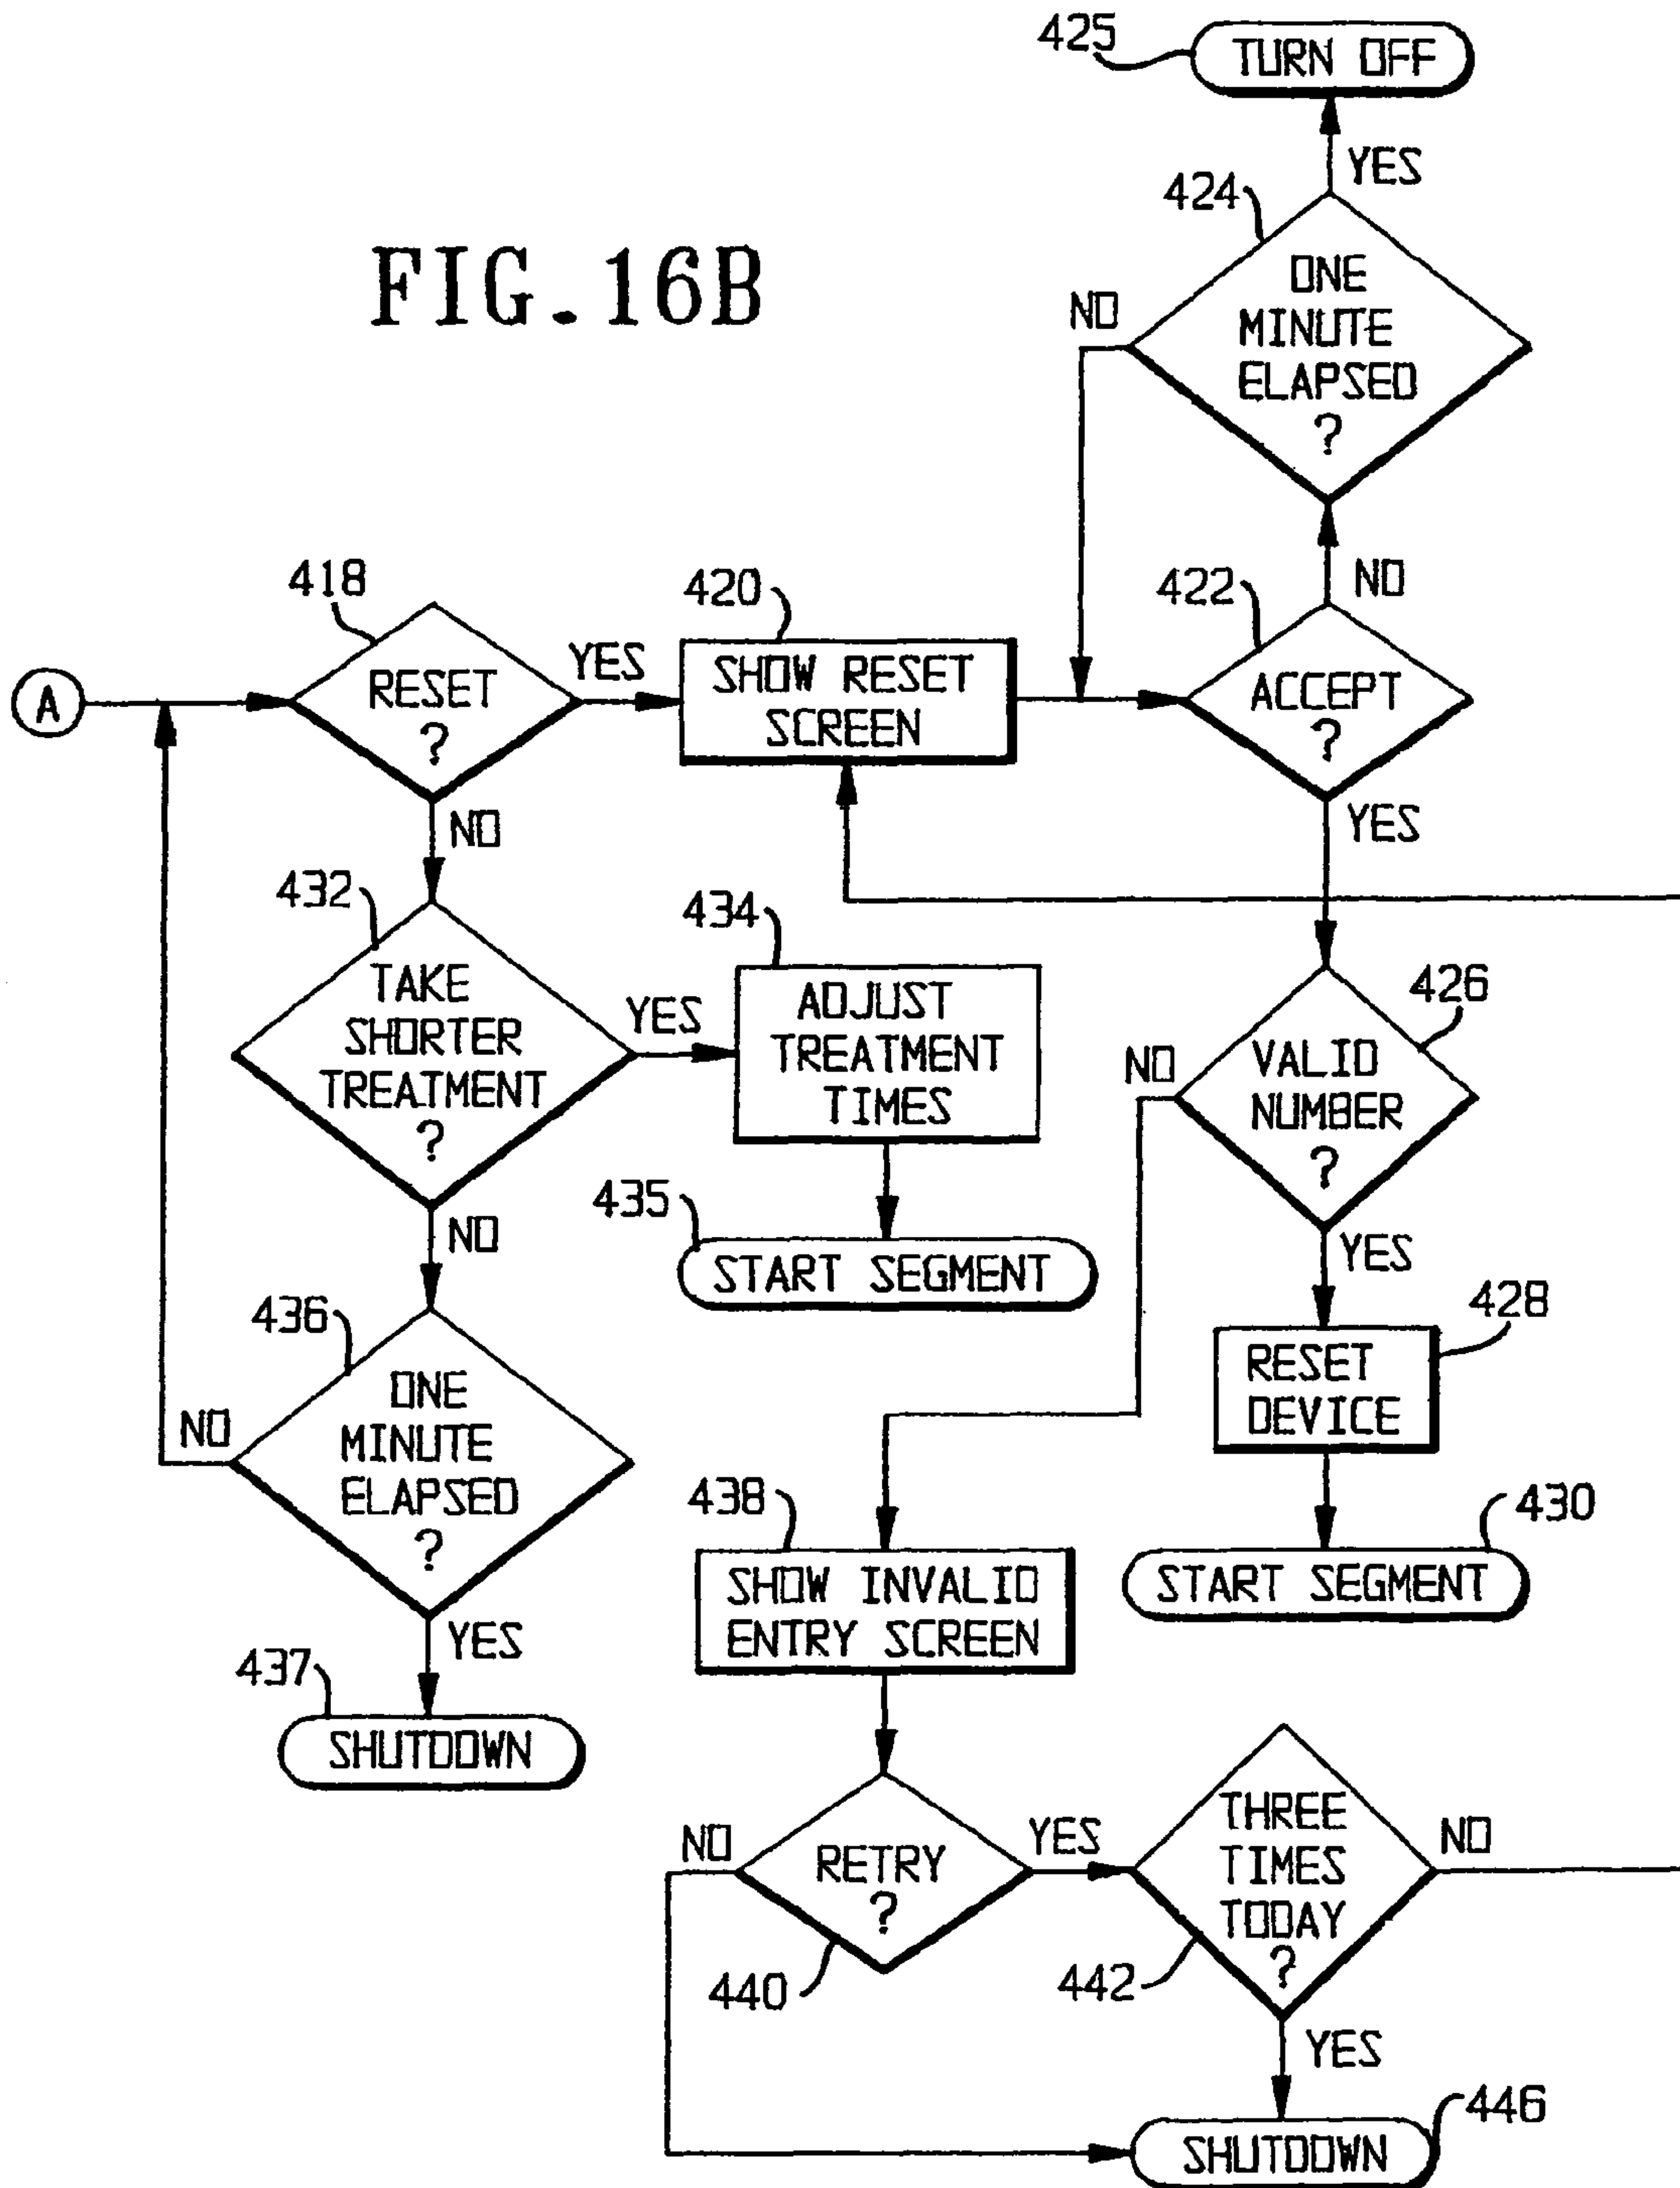 425
TURN OFF
YES
424
FIG.16B
ONE
MINUTE
ELAPSED
?
NO
NO
418
420
422
A
RESET
?
YES
SHOW RESET
SCREEN
ACCEPT
?
NO
YES
432
434
426
TAKE
SHORTER
TREATMENT
?
YES
ADJUST
TREATMENT
TIMES
NO
VALID
NUMBER
?
NO
435
START SEGMENT
YES
428
436
ONE
MINUTE
ELAPSED
?
NO
RESET
DEVICE
438
430
SHOW INVALID
ENTRY SCREEN
START SEGMENT
YES
437
SHUTDOWN
NO
RETRY
?
YES
THREE
TIMES
TODAY
?
NO
440
442
YES
446
SHUTDOWN